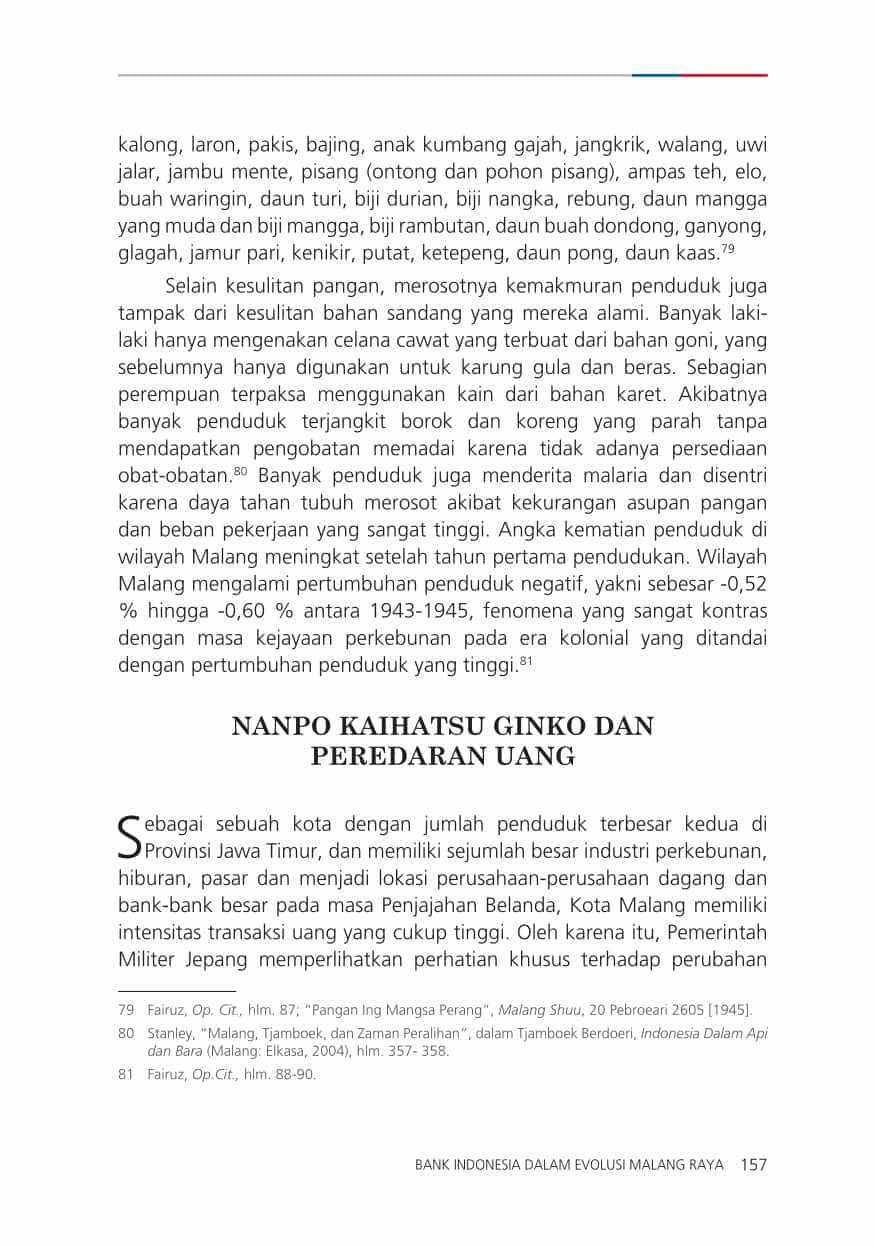 kalong, laron, pakis, bajing, anak kumbang gajah, jangkrik, walang, uwi
jalar, jambu mente, pisang (ontong dan pohon pisang), ampas teh, elo,
buah waringin, daun turi, biji durian, biji nangka, rebung, daun mangga
yang muda dan biji mangga, biji rambutan, daun buah dondong, ganyong,
glagah, jamur pari, kenikir, putat, ketepeng, daun pong, daun kaas.79
Selain kesulitan pangan, merosotnya kemakmuran penduduk juga
tampak dari kesulitan bahan sandang yang mereka alami. Banyak laki-
laki hanya mengenakan celana cawat yang terbuat dari bahan goni, yang
sebelumnya hanya digunakan untuk karung gula dan beras. Sebagian
perempuan terpaksa menggunakan kain dari bahan karet. Akibatnya
banyak penduduk terjangkit borok dan koreng yang parah tanpa
mendapatkan pengobatan memadai karena tidak adanya persediaan
obat-obatan.80 Banyak penduduk juga menderita malaria dan disentri
karena daya tahan tubuh merosot akibat kekurangan asupan pangan
dan beban pekerjaan yang sangat tinggi. Angka kematian penduduk di
wilayah Malang meningkat setelah tahun pertama pendudukan. Wilayah
Malang mengalami pertumbuhan penduduk negatif, yakni sebesar -0,52
% hingga -0,60 % antara 1943-1945, fenomena yang sangat kontras
dengan masa kejayaan perkebunan pada era kolonial yang ditandai
dengan pertumbuhan penduduk yang tinggi.81
NANPO KAIHATSU GINKO DAN
PEREDARAN UANG
Sebagai sebuah kota dengan jumlah penduduk terbesar kedua di
Provinsi Jawa Timur, dan memiliki sejumlah besar industri perkebunan,
hiburan, pasar dan menjadi lokasi perusahaan-perusahaan dagang dan
bank-bank besar pada masa Penjajahan Belanda, Kota Malang memiliki
intensitas transaksi uang yang cukup tinggi. Oleh karena itu, Pemerintah
Militer Jepang memperlihatkan perhatian khusus terhadap perubahan
79 Fairuz, Op. Cit., hlm. 87; "Pangan Ing Mangsa Perang", Malang Shuu, 20 Pebroeari 2605 [1945].
80 Stanley, "Malang, Tjamboek, dan Zaman Peralihan", dalam Tjamboek Berdoeri, Indonesia Dalam Api
dan Bara (Malang: Elkasa, 2004), hlm. 357- 358.
81 Fairuz, Op.Cit., hlm. 88-90.
BANK INDONESIA DALAM EVOLUSI MALANG RAYA 157